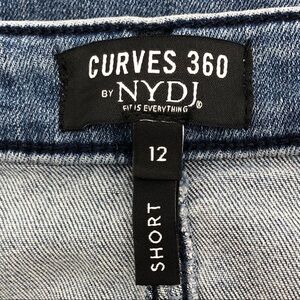 CURVES 360
BY NYDJ®
FIT IS EVERYTHING
12
SHORT